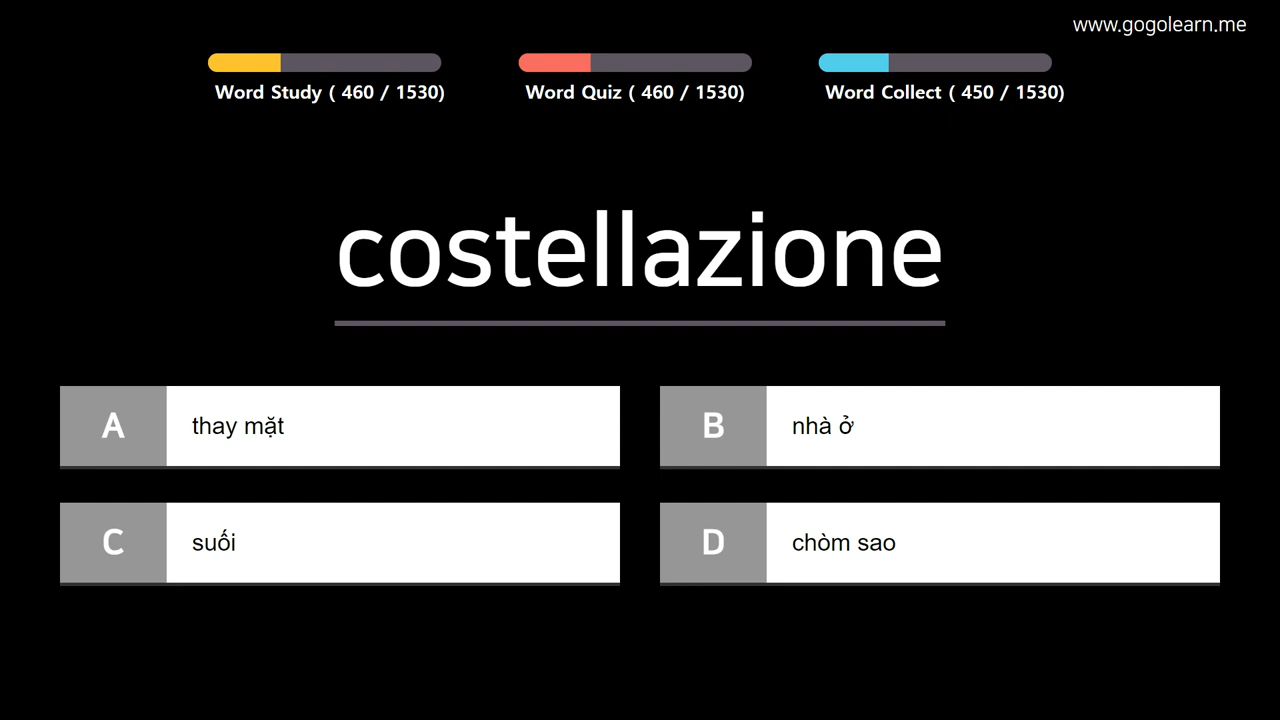 www.gogolearn.me
Word Study ( 460 / 1530)
Word Quiz ( 460 / 1530)
Word Collect ( 450 / 1530)
costellazione
A thay mặt
B nhà ở
C suối
D chòm sao